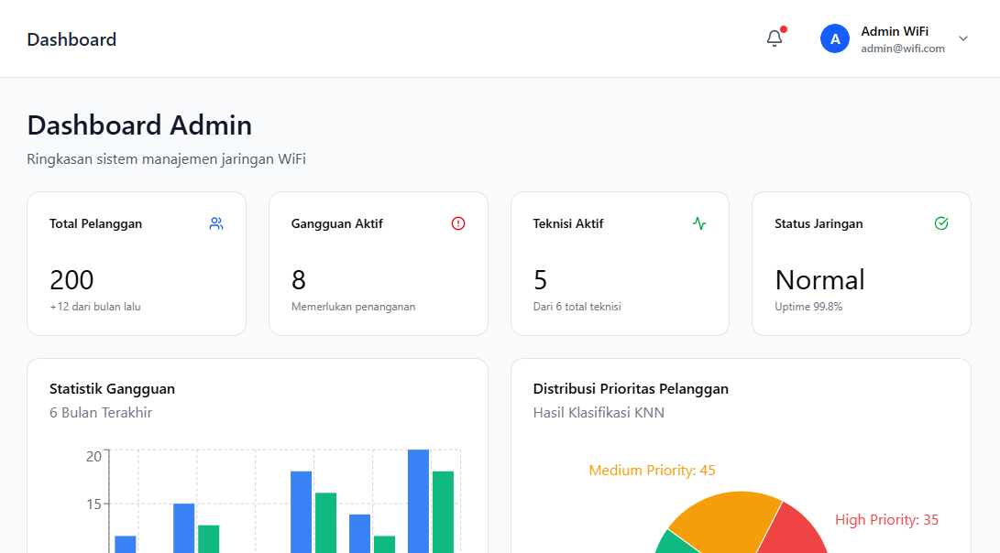 Dashboard
A
Admin WiFi
admin@wifi.com
Dashboard Admin
Ringkasan sistem manajemen jaringan WiFi
Total Pelanggan
200
+12 dari bulan lalu
Gangguan Aktif
8
Memerlukan penanganan
Teknisi Aktif
5
Dari 6 total teknisi
Status Jaringan
Normal
Uptime 99.8%
Statistik Gangguan
6 Bulan Terakhir
20
15
Distribusi Prioritas Pelanggan
Hasil Klasifikasi KNN
Medium Priority: 45
High Priority: 35